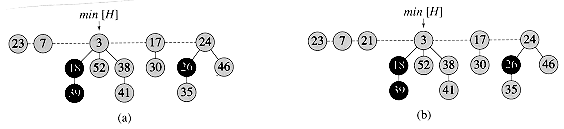 min [H] min [H]
23 7 3 17 24 23 7 21 3 17 24
18 52 38 30 26 46 18 52 38 30 26 46
39 41 35 39 41 35
(a) (b)